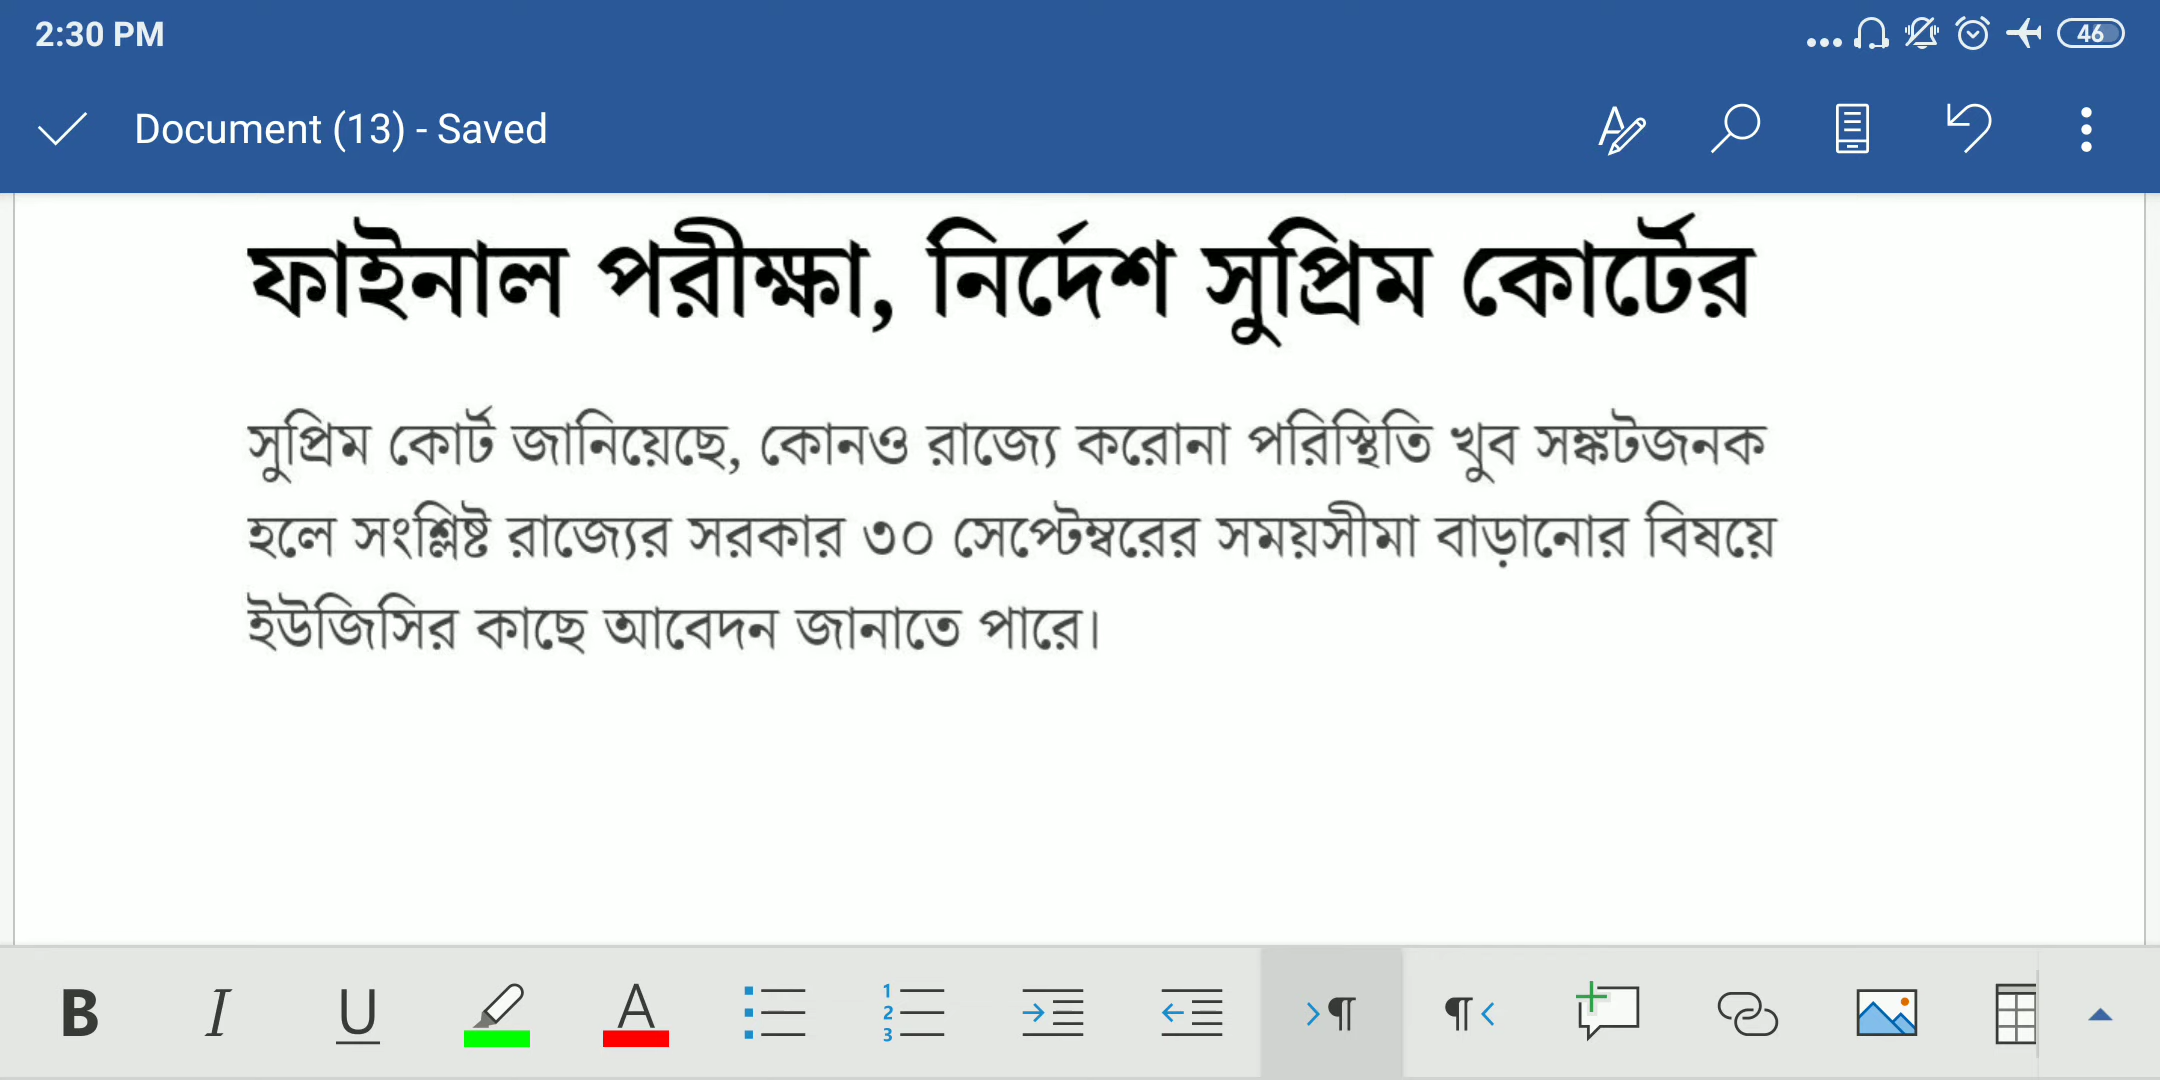 2:30 PM
46
Document (13) - Saved
ফাইনাল পরীক্ষা, নির্দেশ সুপ্রিম কোর্টের
সুপ্রিম কোর্ট জানিয়েছে, কোনও রাজ্যে করোনা পরিস্থিতি খুব সঙ্কটজনক
হলে সংশ্লিষ্ট রাজ্যের সরকার ৩০ সেপ্টেম্বরের সময়সীমা বাড়ানোর বিষয়ে
ইউজিসির কাছে আবেদন জানাতে পারে।
B I U A